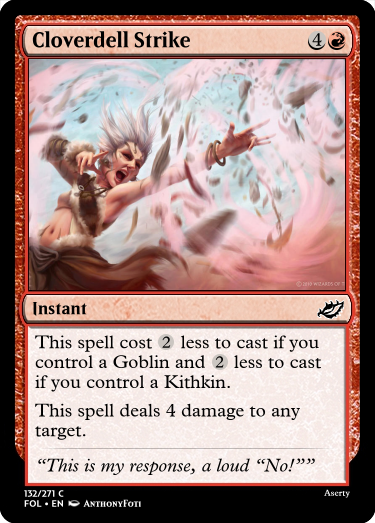 Cloverdell Strike 4
Instant
This spell cost 2 less to cast if you
control a Goblin and 2 less to cast
if you control a Kithkin.
This spell deals 4 damage to any
target.
“This is my response, a loud “No!””
132/271 C
FOL • EN AnthonyFoti
Aserty